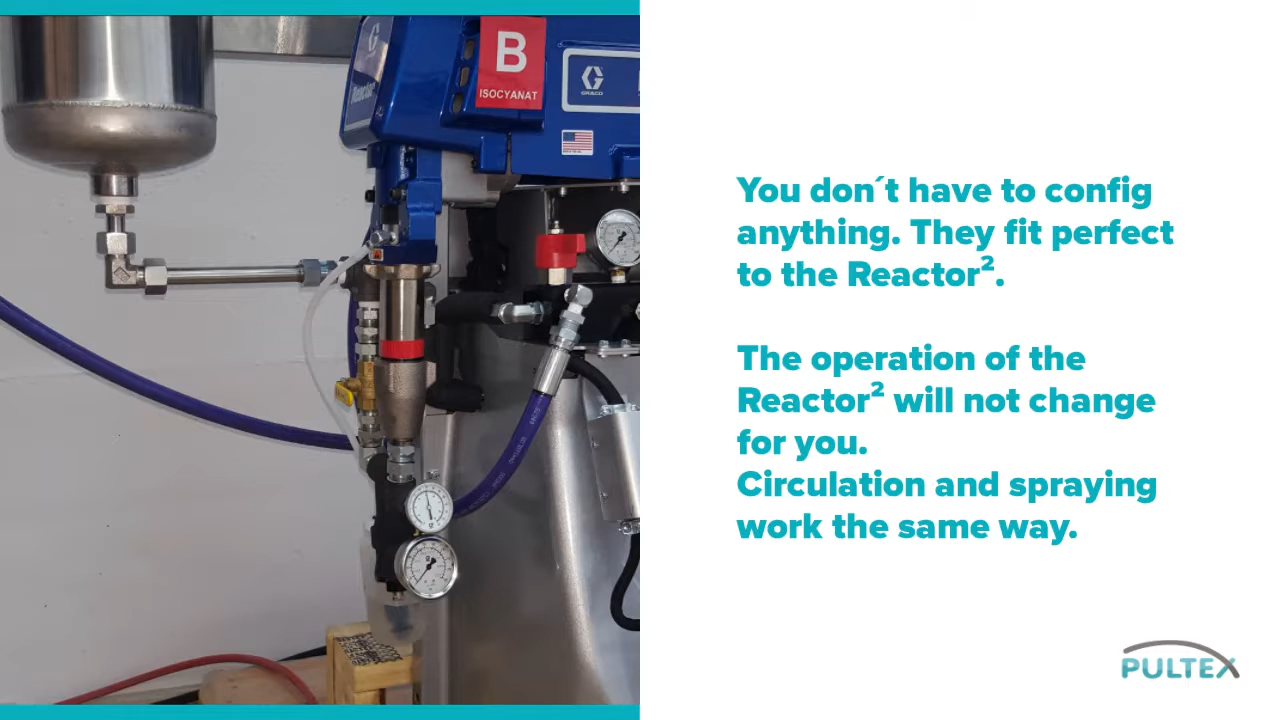 B
ISOCYANAT
GRACO
Reactor
You don´t have to config
anything. They fit perfect
to the Reactor².
The operation of the
Reactor² will not change
for you.
Circulation and spraying
work the same way.
PULTEX